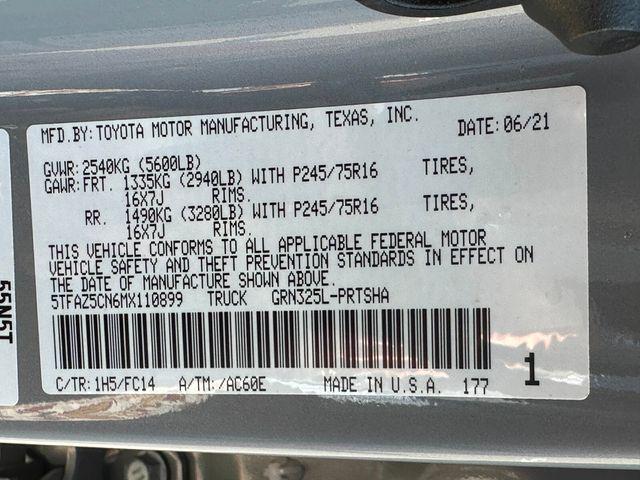 MFD.BY: TOYOTA MOTOR MANUFACTURING, TEXAS, INC. DATE: 06/21
GVWR: 2540KG (5600LB)
GAWR: FRT. 1335KG (2940LB) WITH P245/75R16 TIRES,
16X7J RIMS.
RR. 1490KG (3280LB) WITH P245/75R16 TIRES,
16X7J RIMS.
THIS VEHICLE CONFORMS TO ALL APPLICABLE FEDERAL MOTOR
VEHICLE SAFETY AND THEFT PREVENTION STANDARDS IN EFFECT ON
THE DATE OF MANUFACTURE SHOWN ABOVE.
5TFAZ5CN6MX110899 TRUCK GRN325L-PRTSHA
C/TR: 1H5/FC14 A/TM: /AC60E MADE IN U.S.A. 177 1
55N5T